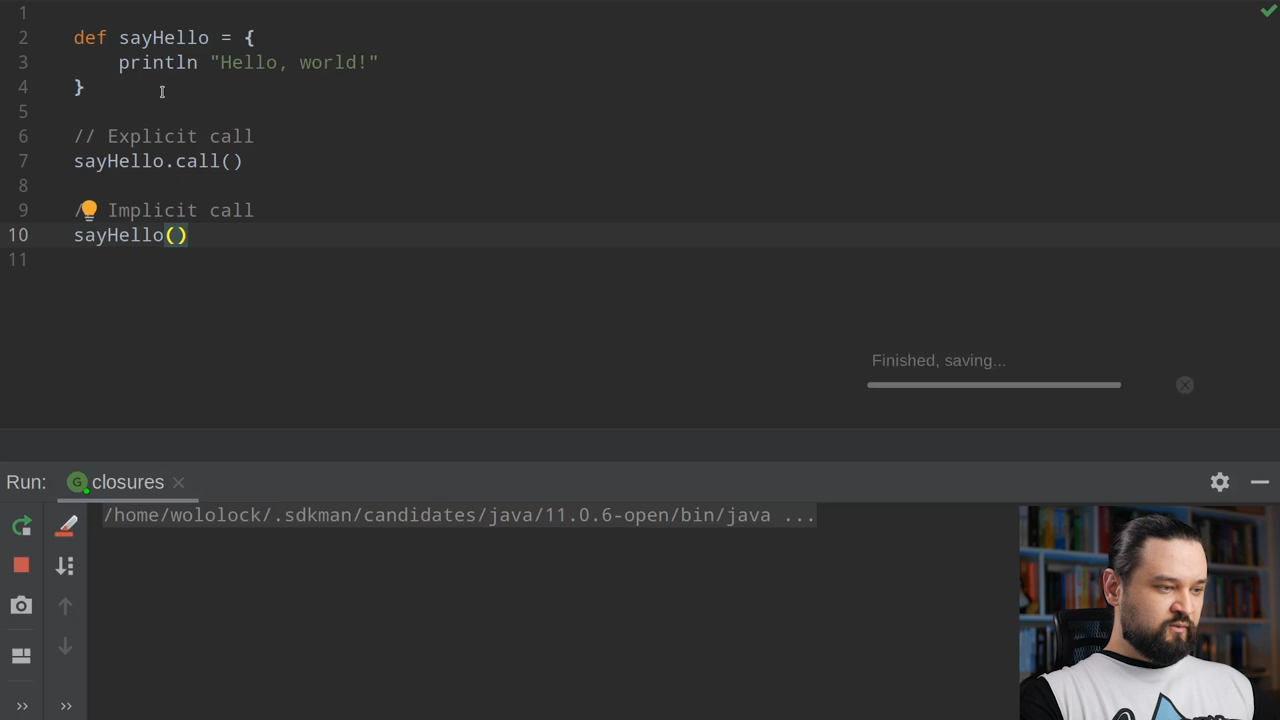 1
2 def sayHello = {
3 println "Hello, world!"
4 }
5
6 // Explicit call
7 sayHello.call()
8
9 / Implicit call
10 sayHello()
11
Finished, saving...
Run: G closures
/home/wololock/.sdkman/candidates/java/11.0.6-open/bin/java ...